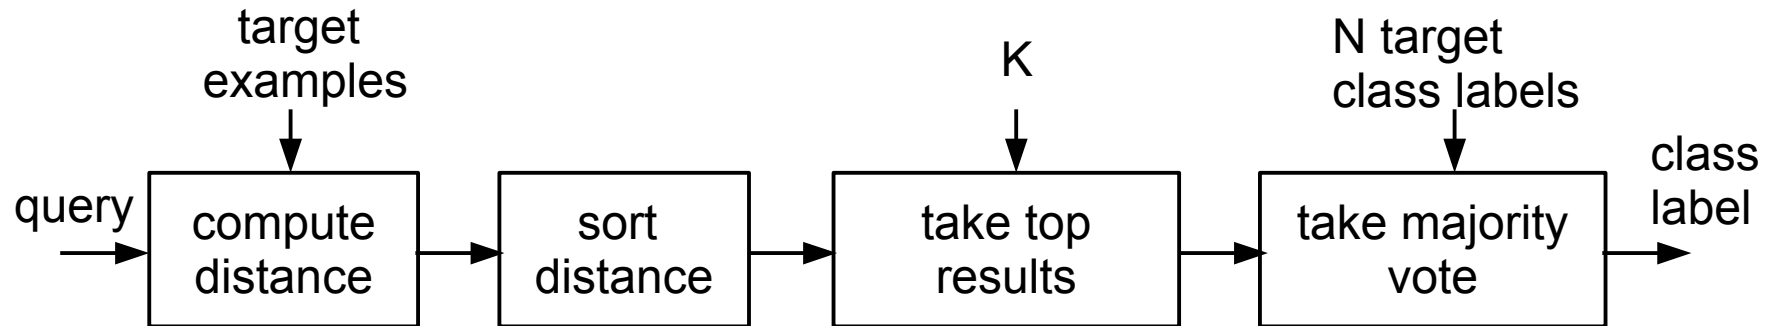 target
examples
K
N target
class labels
query
compute
distance
sort
distance
take top
results
take majority
vote
class
label